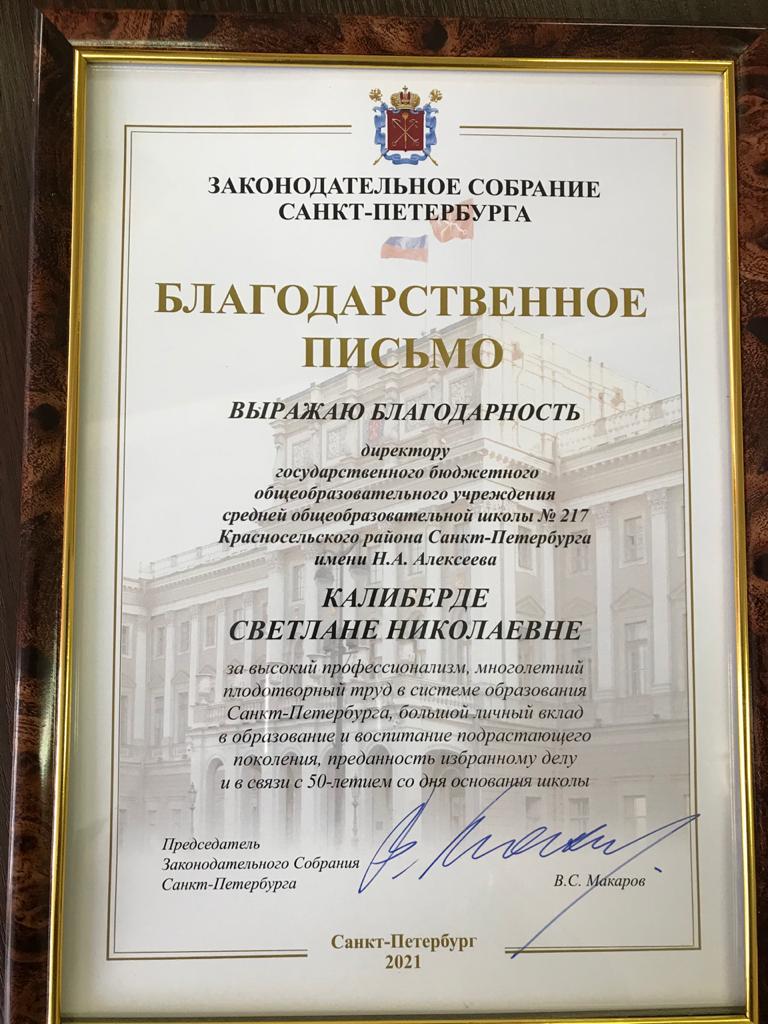 ЗАКОНОДАТЕЛЬНОЕ СОБРАНИЕ
САНКТ-ПЕТЕРБУРГА
БЛАГОДАРСТВЕННОЕ
ПИСЬМО
ВЫРАЖАЮ БЛАГОДАРНОСТЬ
директору
государственного бюджетного
общеобразовательного учреждения
средней общеобразовательной школы № 217
Красносельского района Санкт-Петербурга
имени Н.А. Алексеева
КАЛИБЕРДЕ
СВЕТЛАНЕ НИКОЛАЕВНЕ
за высокий профессионализм, многолетний
плодотворный труд в системе образования
Санкт-Петербурга, большой личный вклад
в образование и воспитание подрастающего
поколения, преданность избранному делу
и в связи с 50-летием со дня основания школы
Председатель
Законодательного Собрания
Санкт-Петербурга
В.С. Макаров
Санкт-Петербург
2021